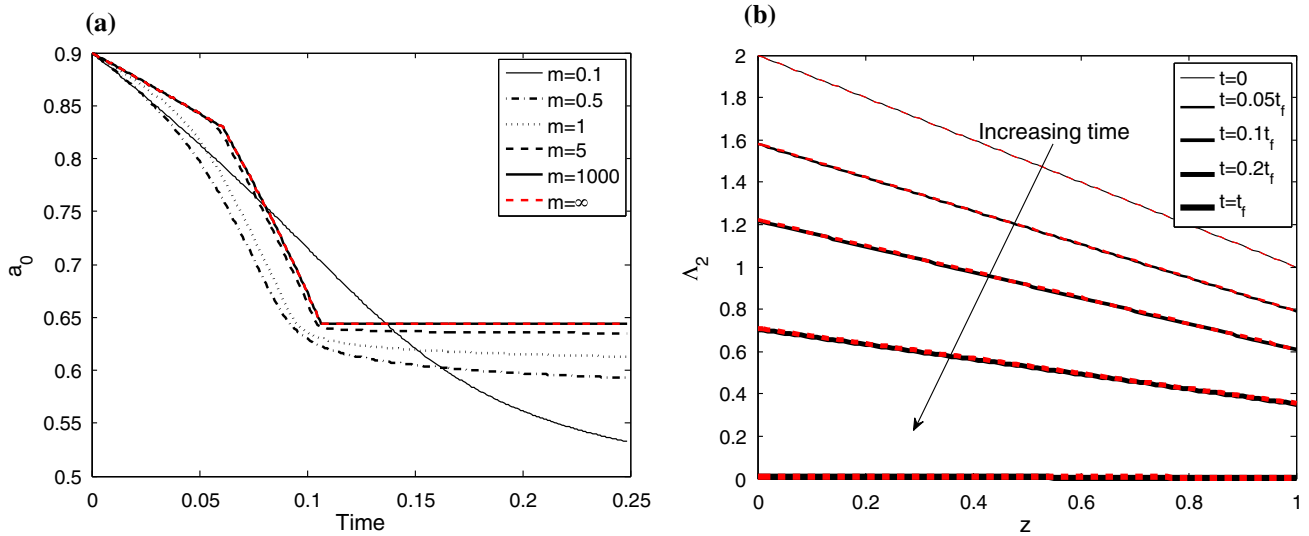 (a)
0.9
0.85
0.8
0.75
0.7
0.65
0.6
0.55
0.5
a0
0
0.05
0.1
0.15
0.2
0.25
Time
m=0.1
m=0.5
m=1
m=5
m=1000
m=∞
(b)
2
1.8
1.6
1.4
1.2
1
0.8
0.6
0.4
0.2
0
Λ2
0
0.2
0.4
0.6
0.8
1
z
Increasing time
t=0
t=0.05tf
t=0.1tf
t=0.2tf
t=tf